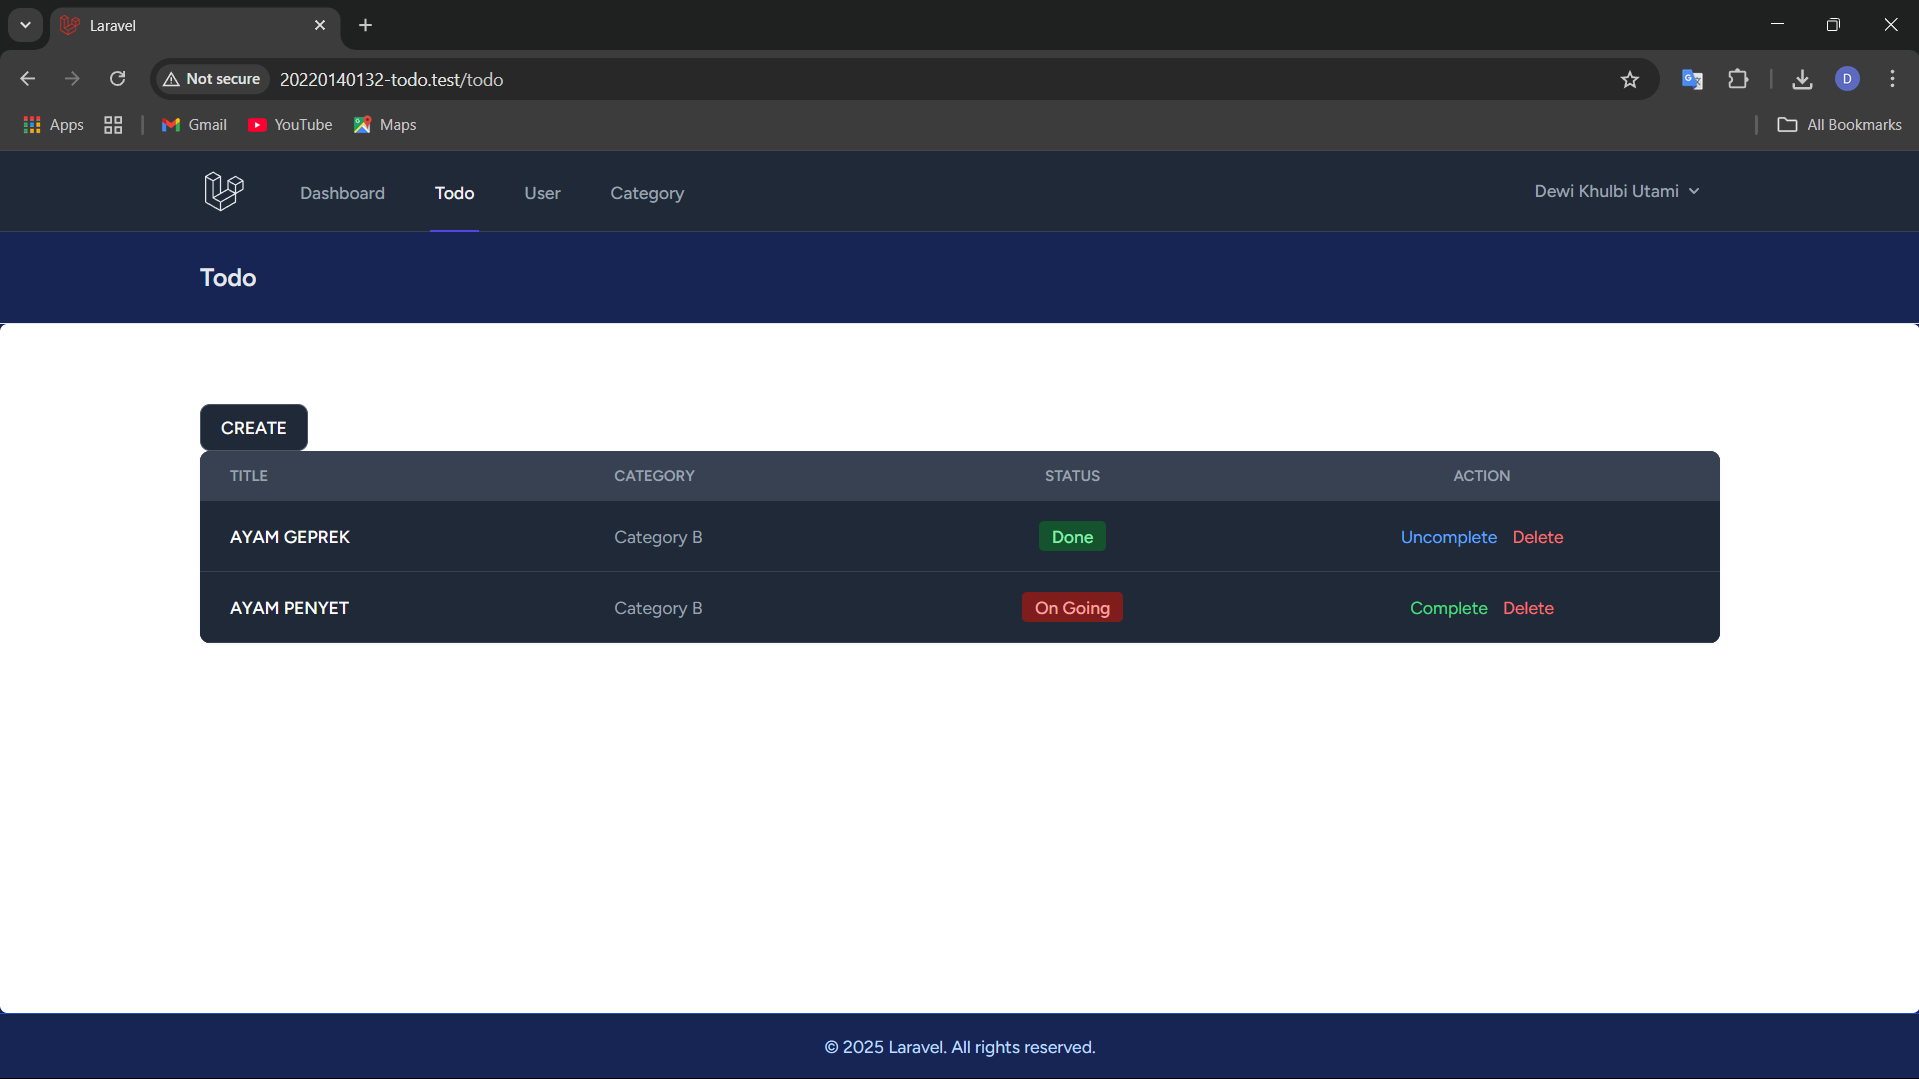 Laravel
Not secure 20220140132-todo.test/todo D
Apps Gmail YouTube Maps All Bookmarks
Dashboard Todo User Category Dewi Khulbi Utami
Todo
CREATE
TITLE CATEGORY STATUS ACTION
AYAM GEPREK Category B Done Uncomplete Delete
AYAM PENYET Category B On Going Complete Delete
© 2025 Laravel. All rights reserved.